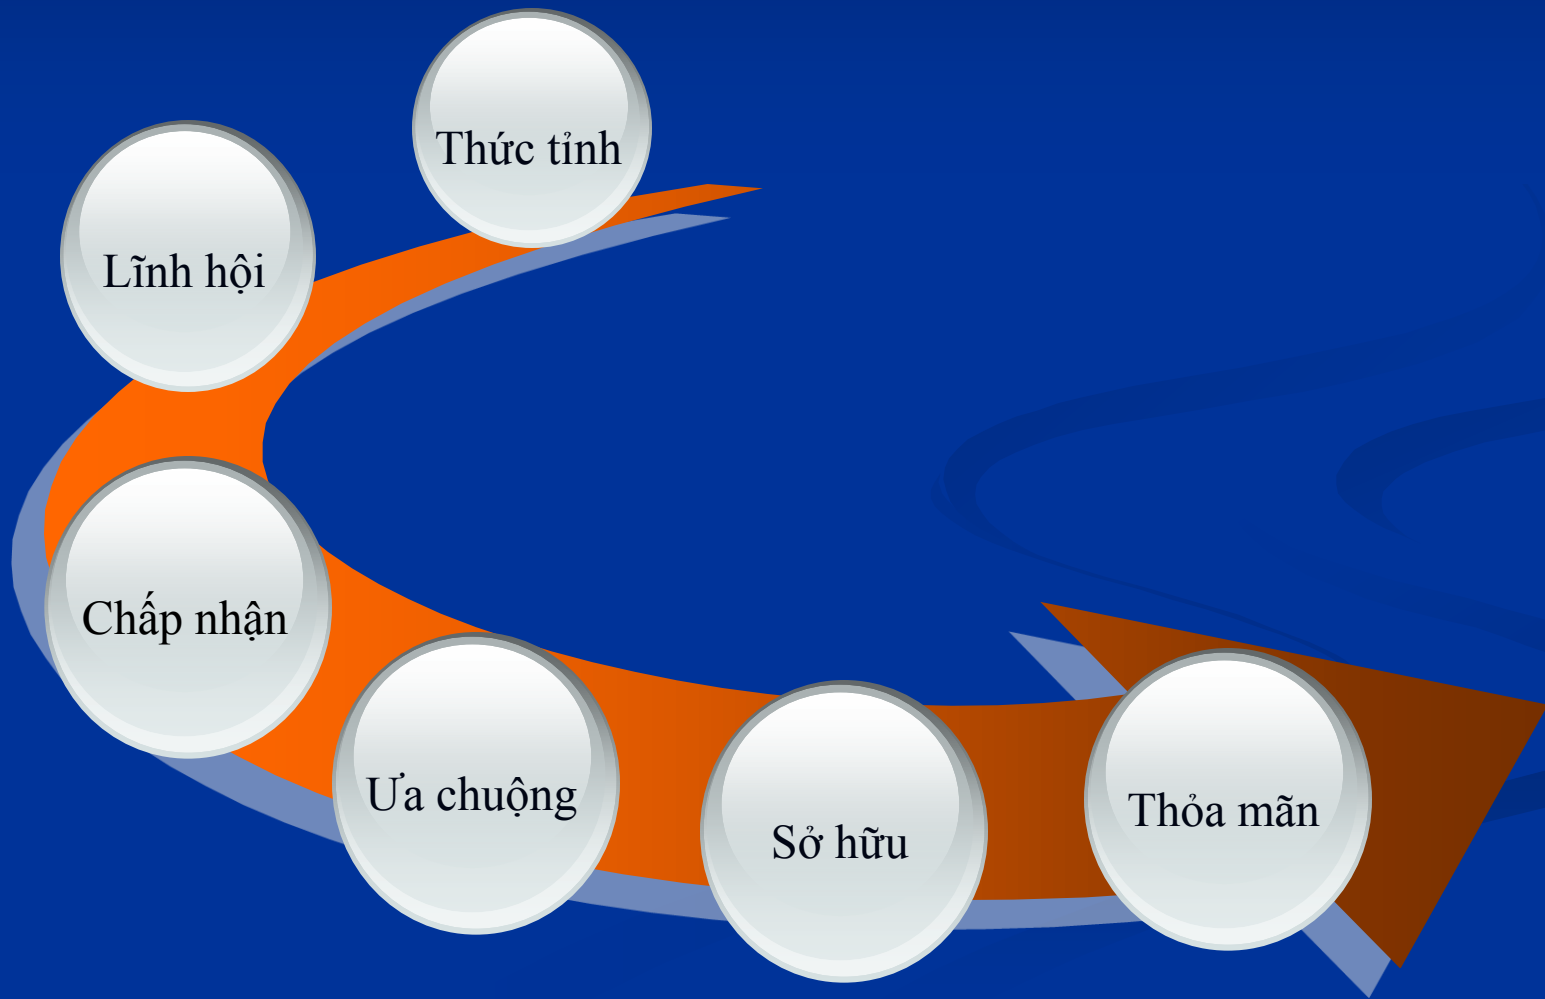 Thức tỉnh
Lĩnh hội
Chấp nhận
Ưa chuộng
Sở hữu
Thỏa mãn